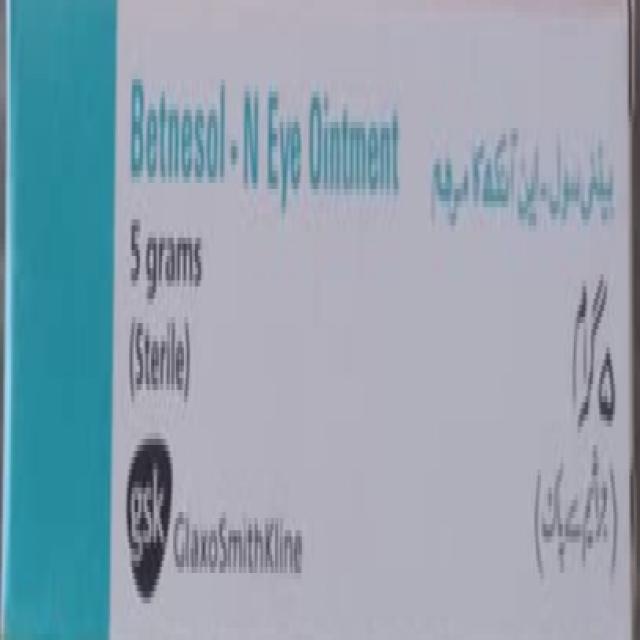 Betnesol - N Eye Ointment
بیٹنی سول۔این آنکھ کا مرہم
5 grams
۵ گرام
(Sterile)
(جراثیم سے پاک)
gsk
GlaxoSmithKline